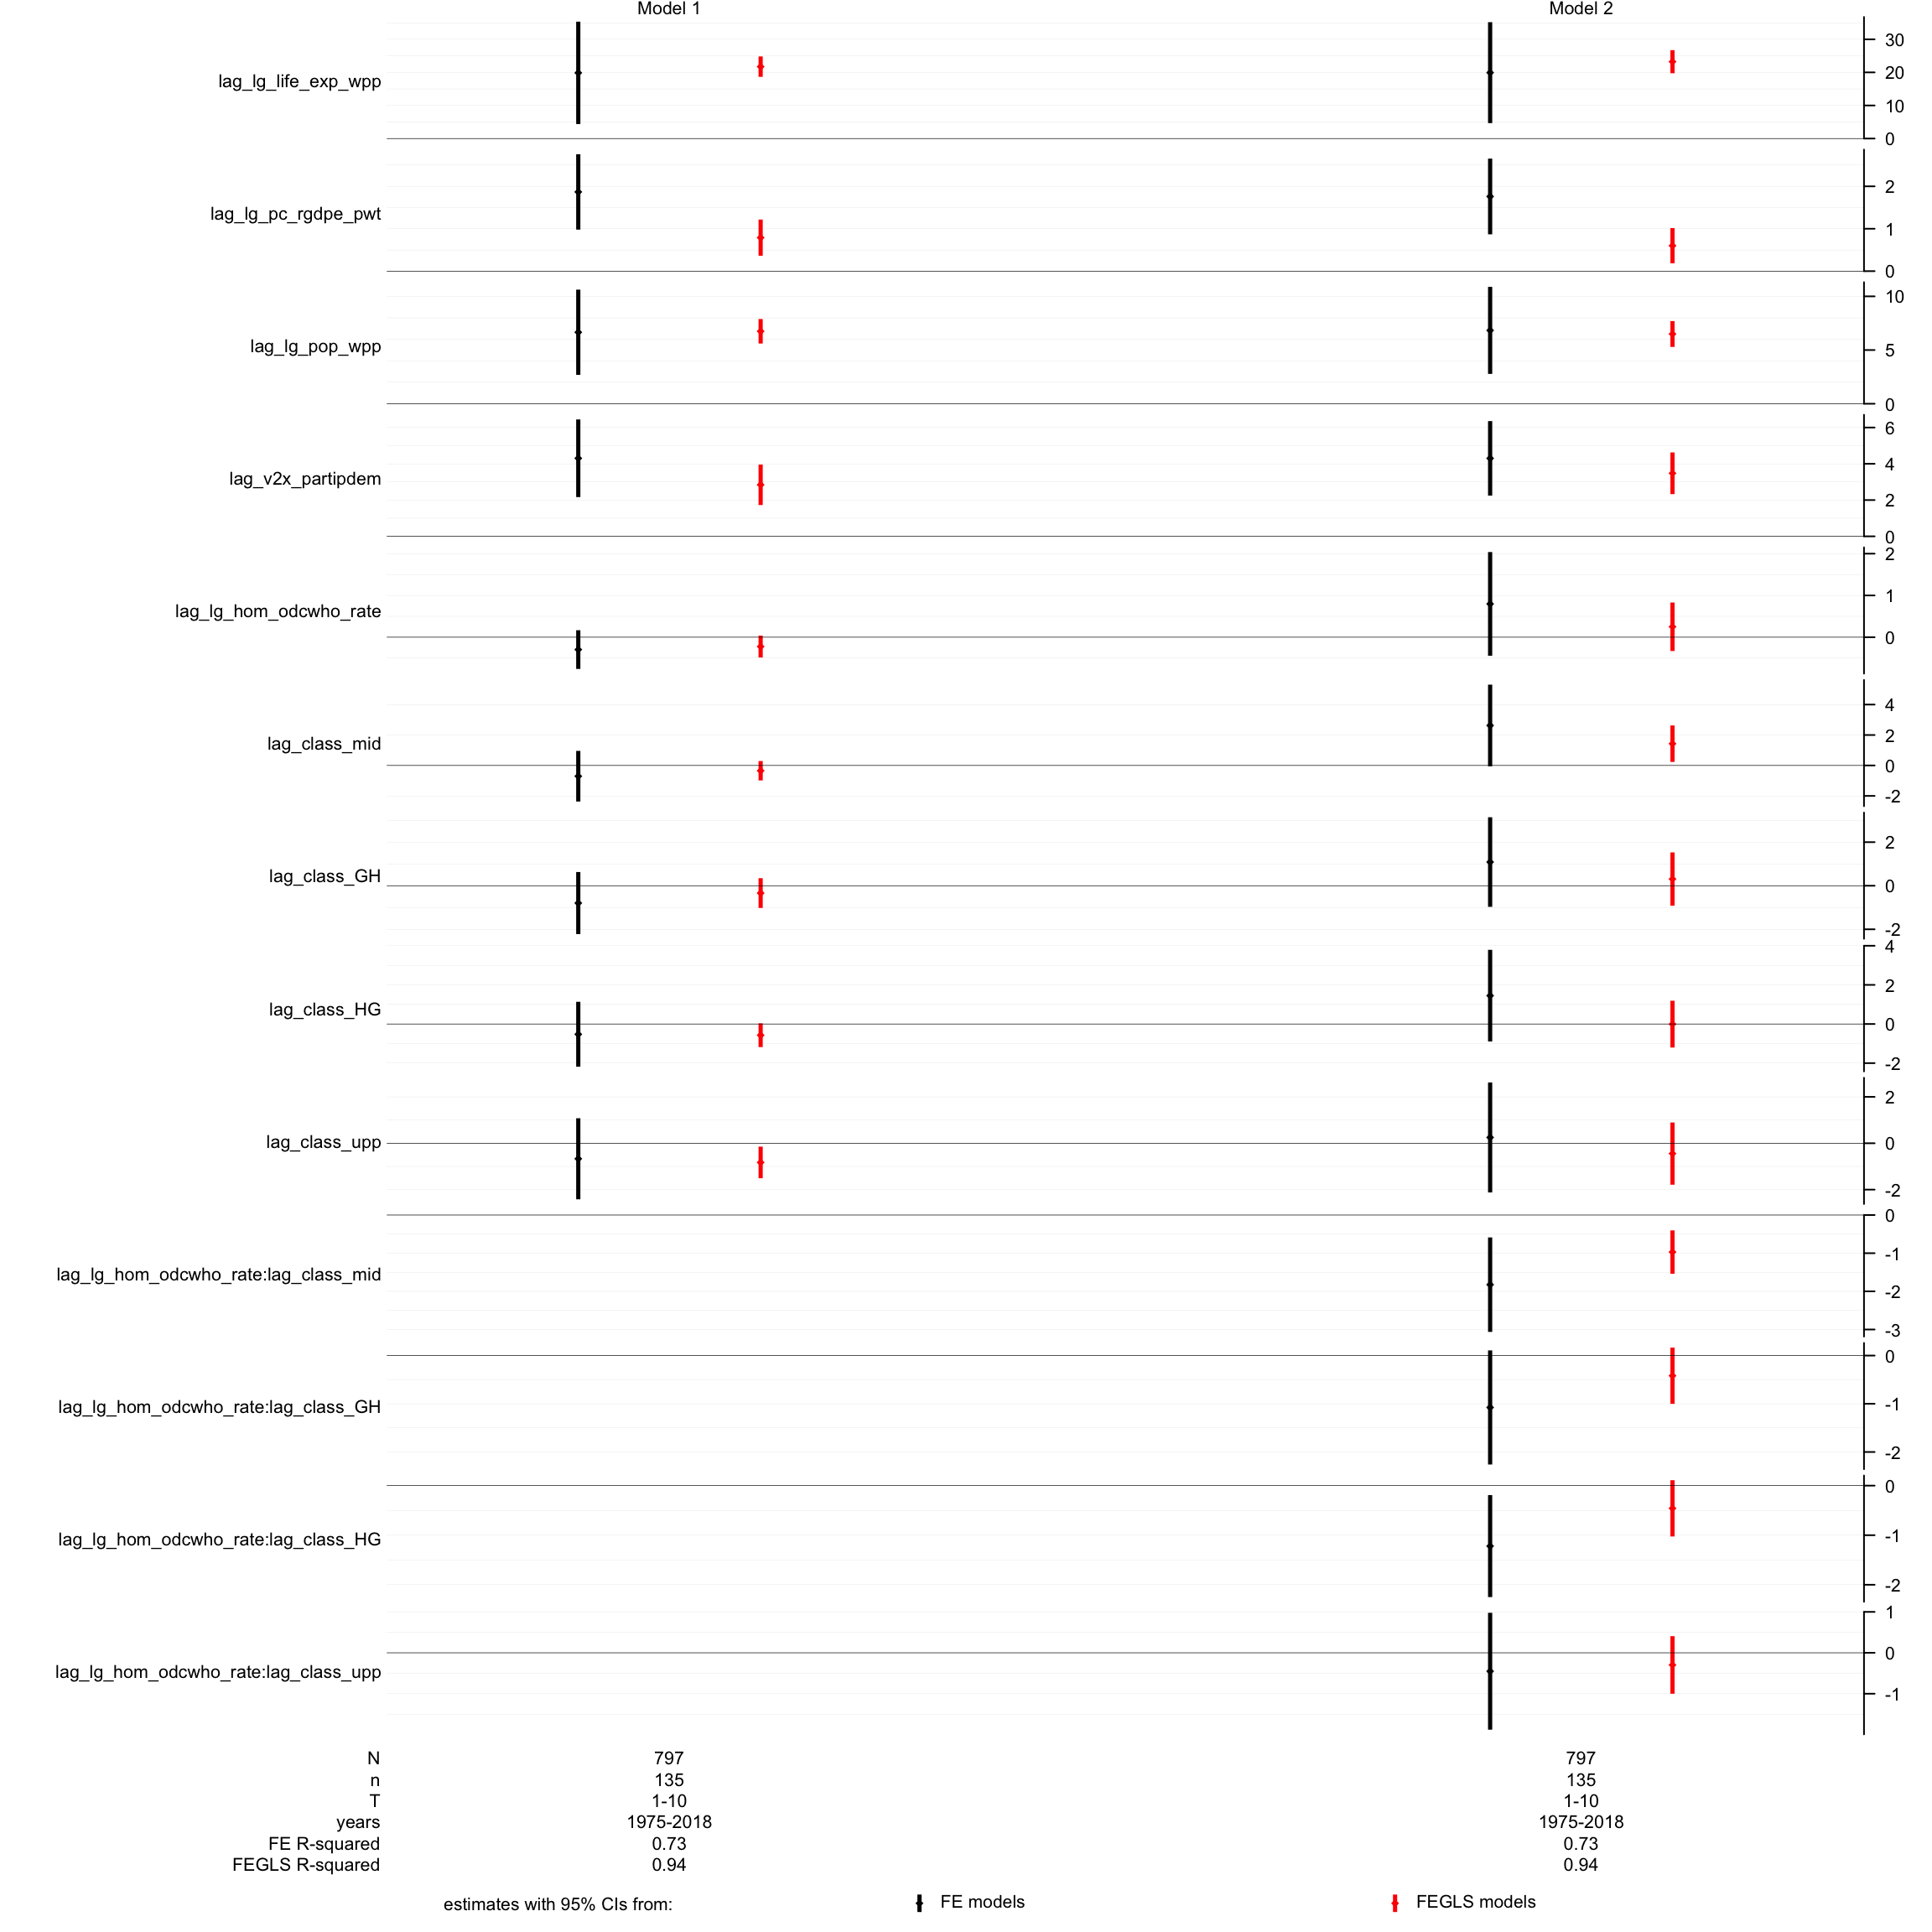 Model 1 Model 2
lag_lg_life_exp_wpp
30
20
10
0
lag_lg_pc_rgdpe_pwt
2
1
0
lag_lg_pop_wpp
10
5
0
lag_v2x_partipdem
6
4
2
0
lag_lg_hom_odcwho_rate
2
1
0
lag_class_mid
4
2
0
-2
lag_class_GH
2
0
-2
lag_class_HG
4
2
0
-2
lag_class_upp
2
0
-2
lag_lg_hom_odcwho_rate:lag_class_mid
0
-1
-2
-3
lag_lg_hom_odcwho_rate:lag_class_GH
0
-1
-2
lag_lg_hom_odcwho_rate:lag_class_HG
0
-1
-2
lag_lg_hom_odcwho_rate:lag_class_upp
1
0
-1
N 797 797
n 135 135
T 1-10 1-10
years 1975-2018 1975-2018
FE R-squared 0.73 0.73
FEGLS R-squared 0.94 0.94
estimates with 95% CIs from: FE models FEGLS models